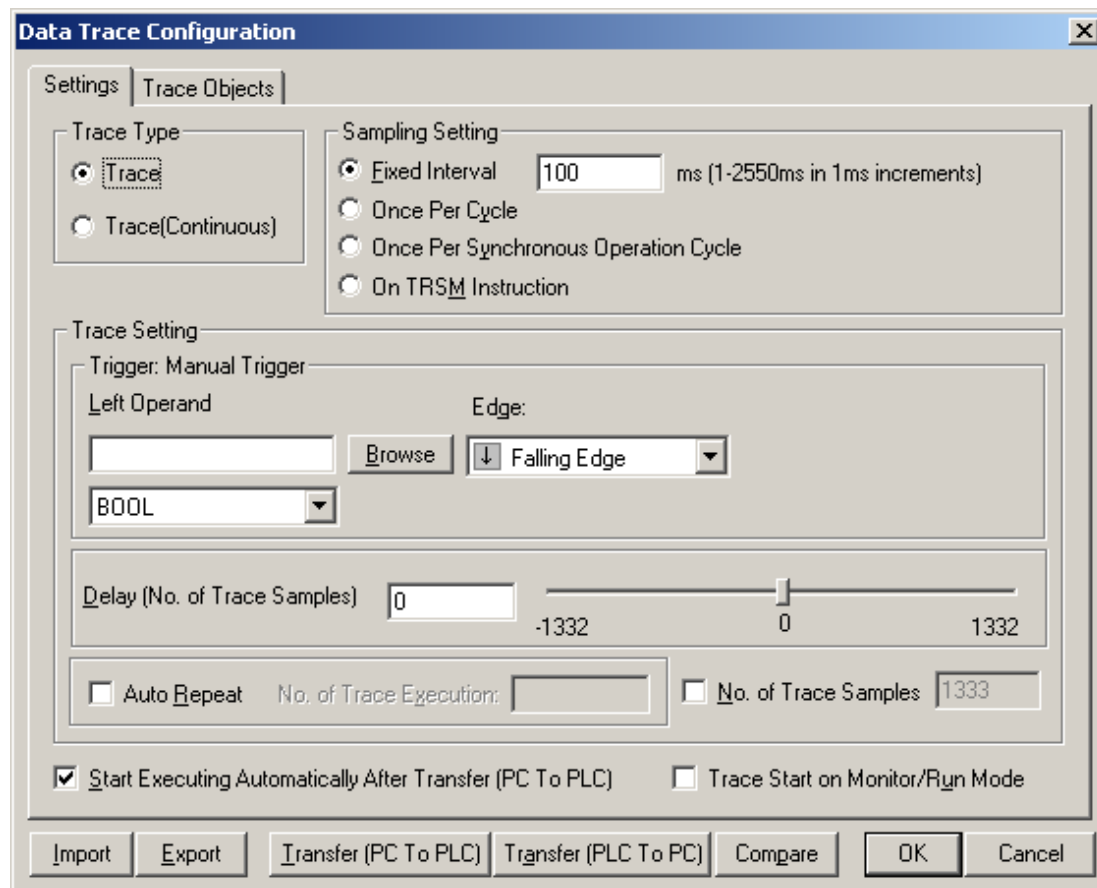 Data Trace Configuration
Settings Trace Objects
Trace Type
Trace
Trace(Continuous)
Sampling Setting
Fixed Interval 100 ms (1-2550ms in 1ms increments)
Once Per Cycle
Once Per Synchronous Operation Cycle
On TRSM Instruction
Trace Setting
Trigger: Manual Trigger
Left Operand Edge:
Browse Falling Edge
BOOL
Delay (No. of Trace Samples) 0
-1332 0 1332
Auto Repeat No. of Trace Execution: No. of Trace Samples 1333
Start Executing Automatically After Transfer (PC To PLC) Trace Start on Monitor/Run Mode
Import Export Transfer (PC To PLC) Transfer (PLC To PC) Compare OK Cancel